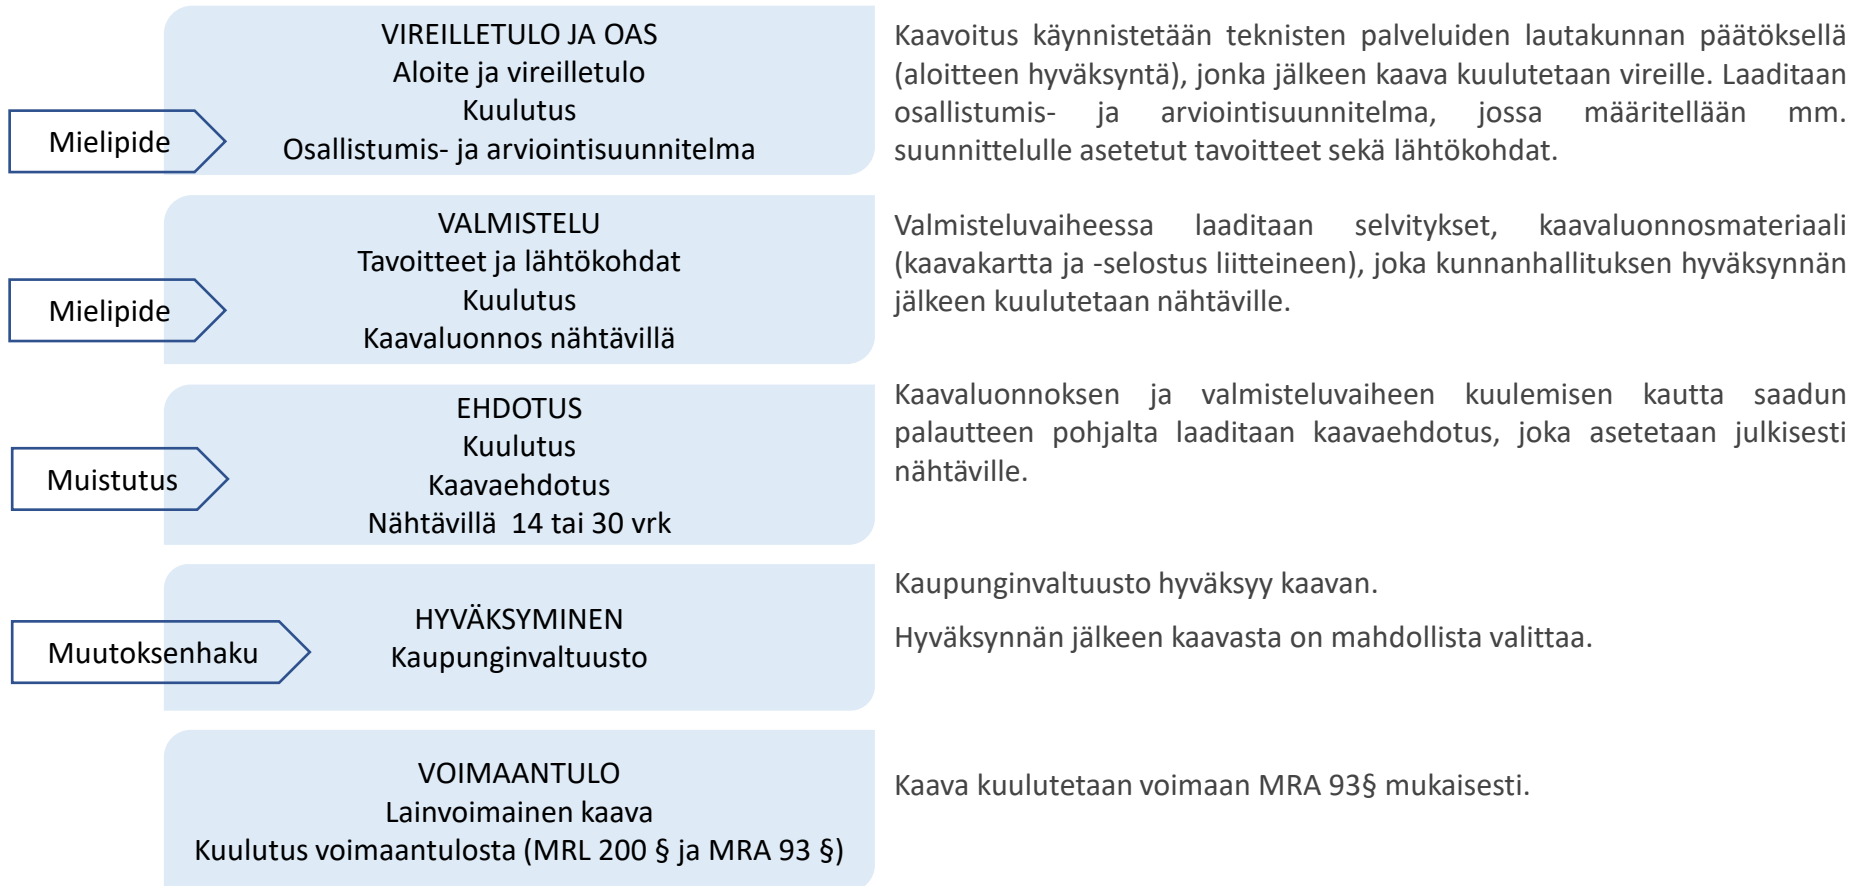 VIREILLETULO JA OAS
Aloite ja vireilletulo
Kuulutus
Osallistumis- ja arviointisuunnitelma
Mielipide
Kaavoitus käynnistetään teknisten palveluiden lautakunnan päätöksellä
(aloitteen hyväksyntä), jonka jälkeen kaava kuulutetaan vireille. Laaditaan
osallistumis- ja arviointisuunnitelma, jossa määritellään mm.
suunnittelulle asetetut tavoitteet sekä lähtökohdat.
VALMISTELU
Tavoitteet ja lähtökohdat
Kuulutus
Kaavaluonnos nähtävillä
Mielipide
Valmisteluvaiheessa laaditaan selvitykset, kaavaluonnosmateriaali
(kaavakartta ja -selostus liitteineen), joka kunnanhallituksen hyväksynnän
jälkeen kuulutetaan nähtäville.
EHDOTUS
Kuulutus
Kaavaehdotus
Nähtävillä 14 tai 30 vrk
Muistutus
Kaavaluonnoksen ja valmisteluvaiheen kuulemisen kautta saadun
palautteen pohjalta laaditaan kaavaehdotus, joka asetetaan julkisesti
nähtäville.
HYVÄKSYMINEN
Kaupunginvaltuusto
Muutoksenhaku
Kaupunginvaltuusto hyväksyy kaavan.
Hyväksynnän jälkeen kaavasta on mahdollista valittaa.
VOIMAANTULO
Lainvoimainen kaava
Kuulutus voimaantulosta (MRL 200 § ja MRA 93 §)
Kaava kuulutetaan voimaan MRA 93§ mukaisesti.